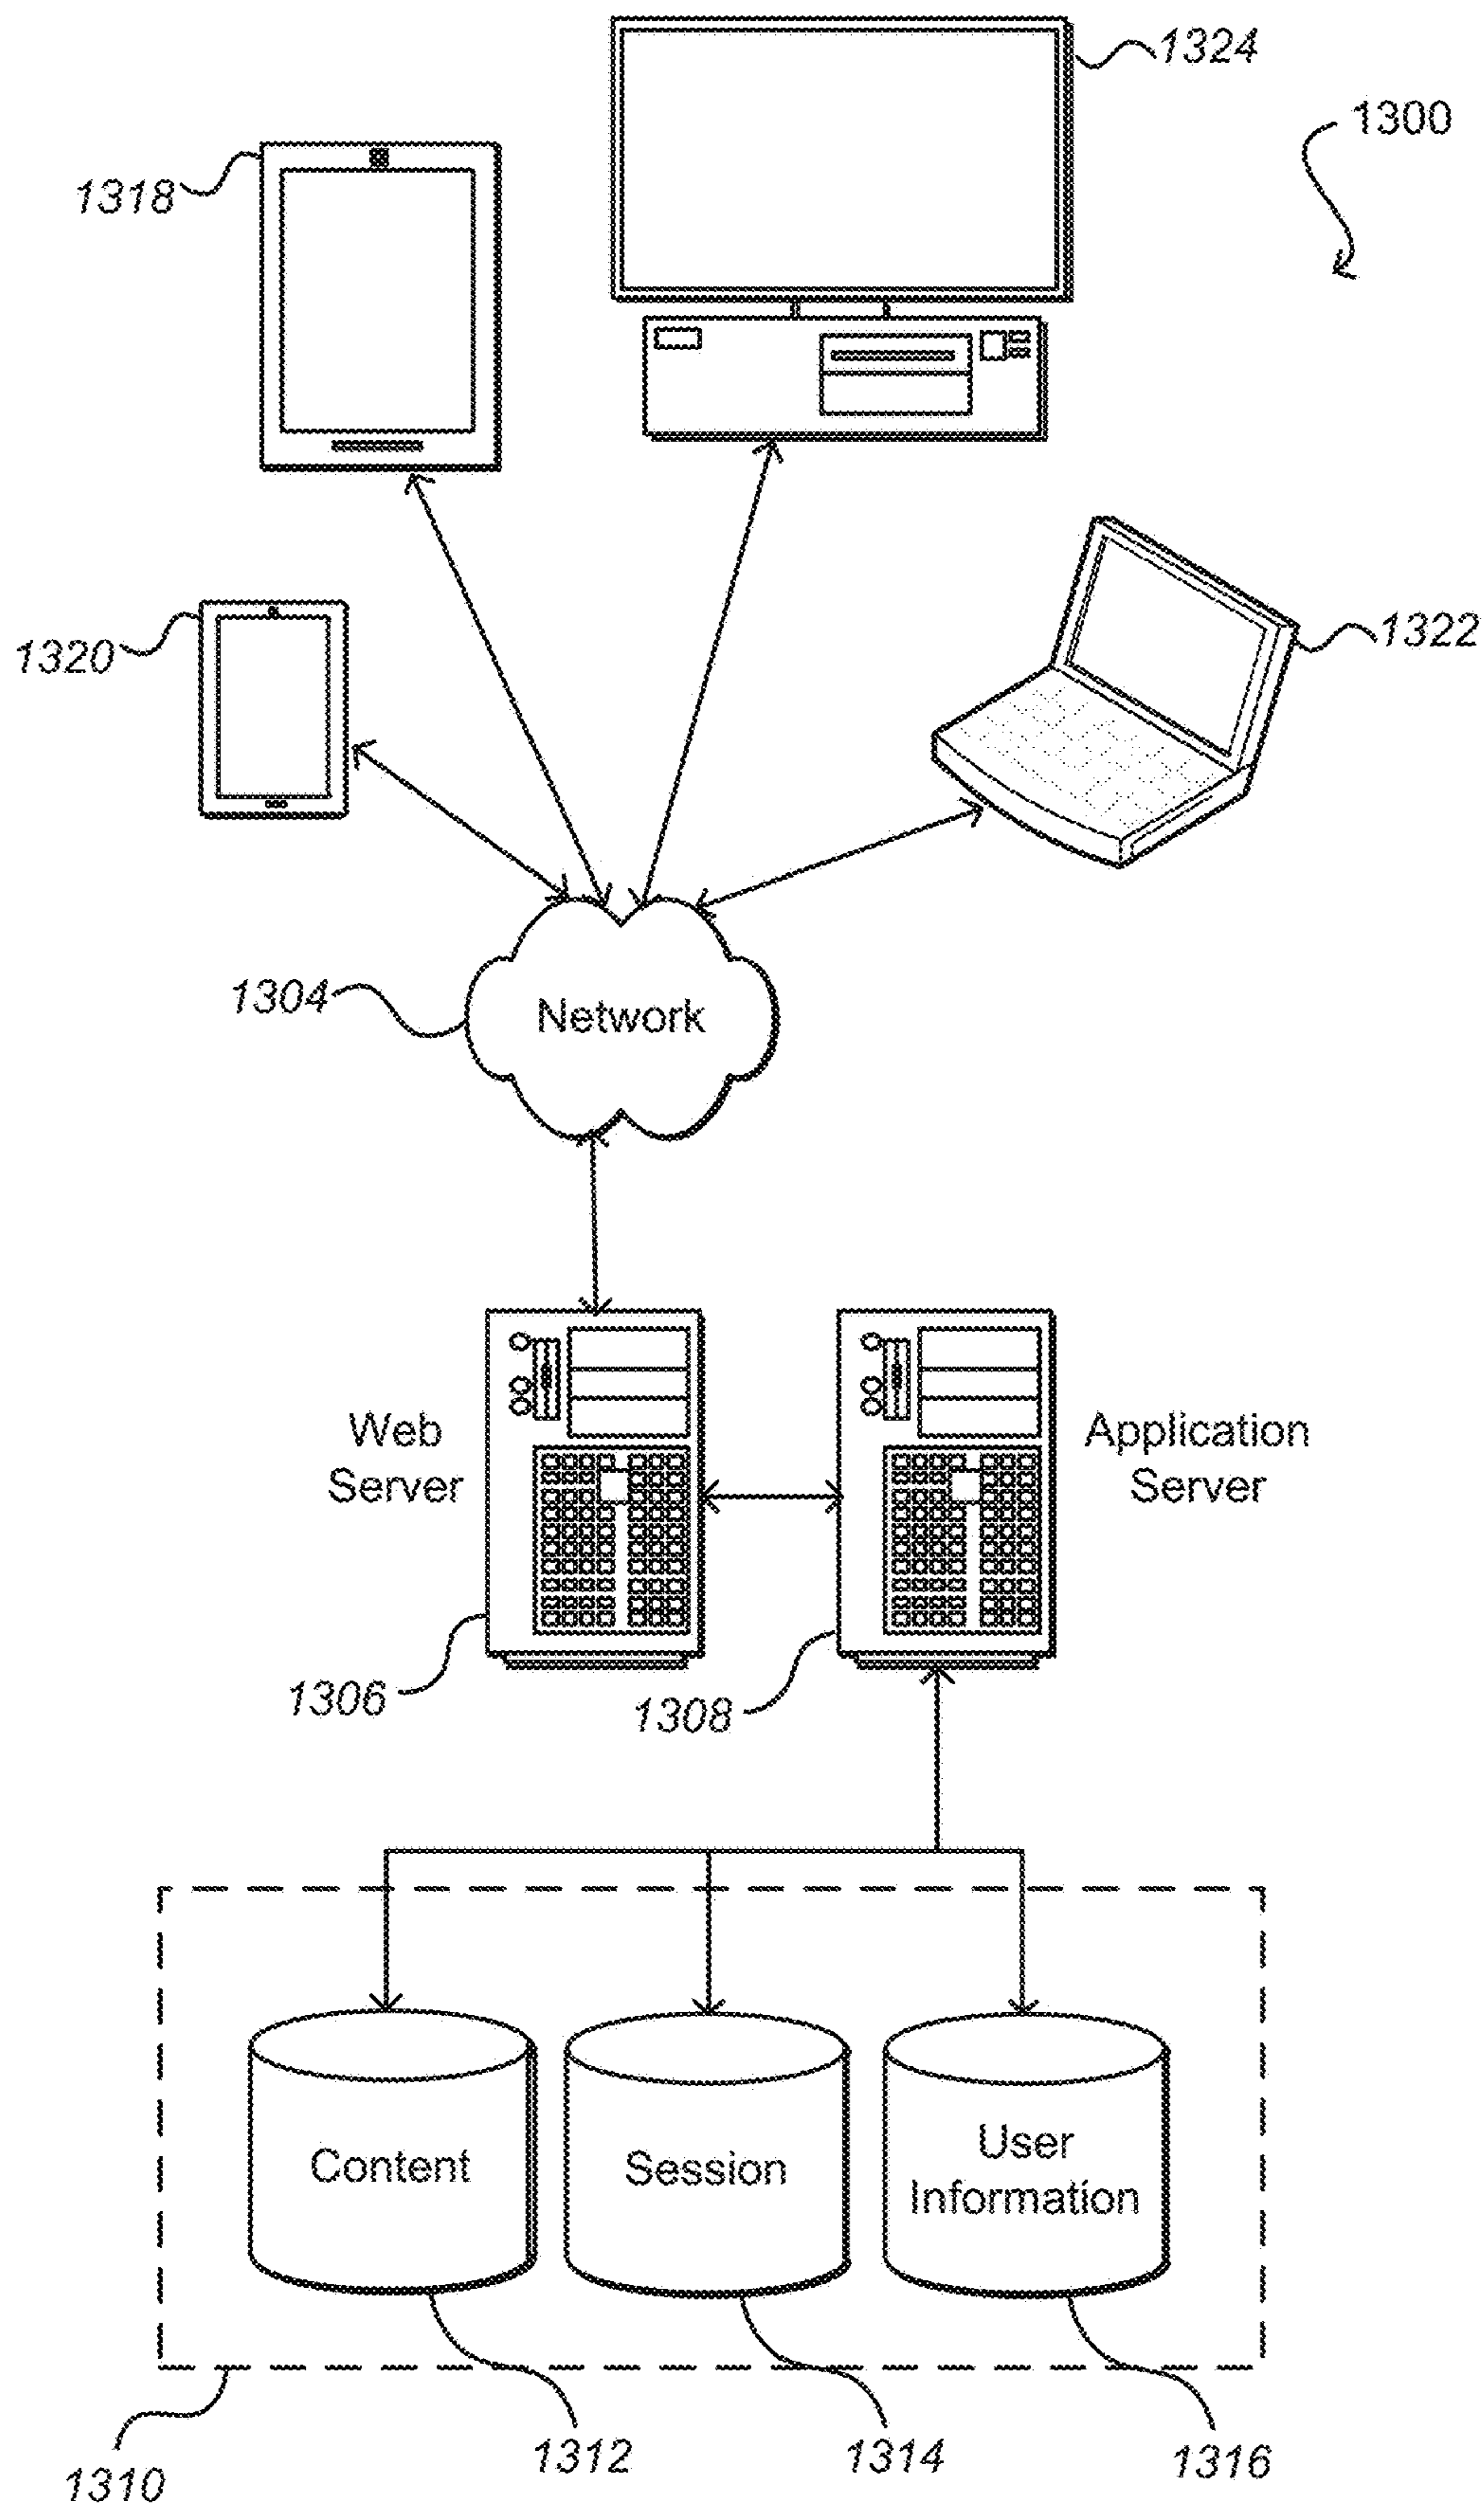 1324
1300
1318
1320
1322
1304
Network
Web
Server
Application
Server
1306
1308
Content
Session
User
Information
1310
1312
1314
1316